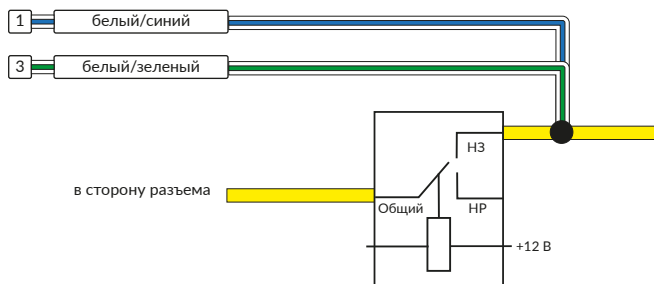 1 белый/синий
3 белый/зеленый
НЗ
в сторону разъема
Общий НР
+12 В